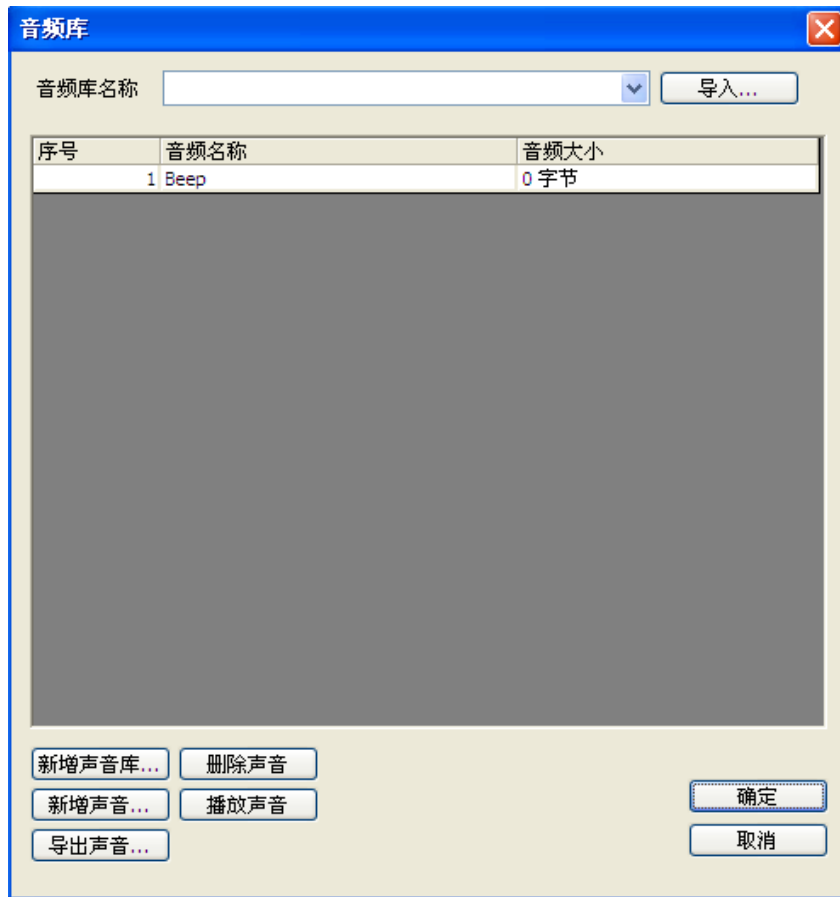 音频库
音频库名称 导入...
序号 音频名称 音频大小
1 Beep 0 字节
新增声音库... 删除声音
新增声音... 播放声音
确定
导出声音...
取消